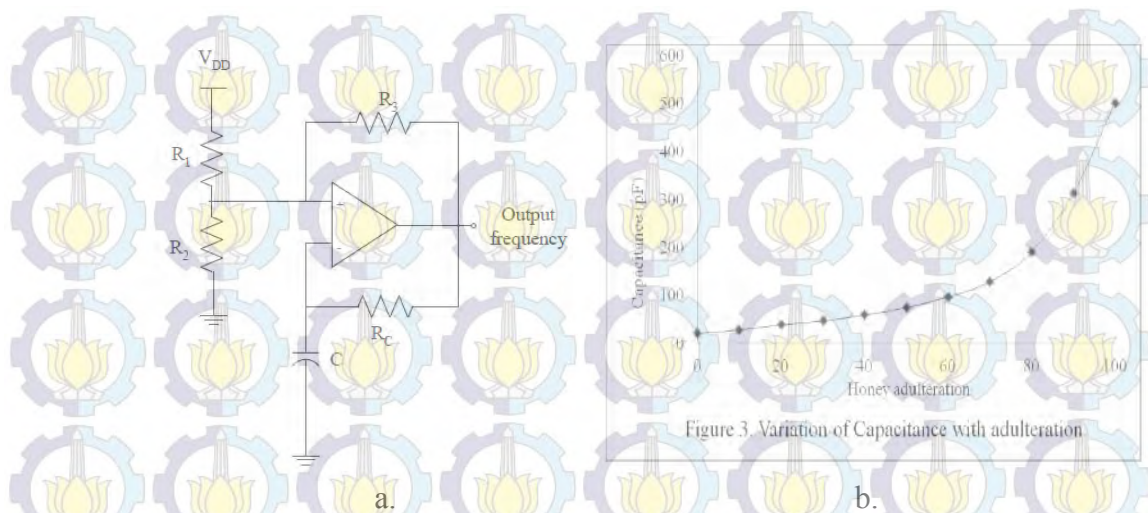 V_DD
R_1
R_2
R_3
Output
frequency
R_C
C
a.
600
500
400
300
200
100
0
Capacitance (pF)
0
20
40
60
80
100
Honey adulteration
Figure 3. Variation of Capacitance with adulteration
b.